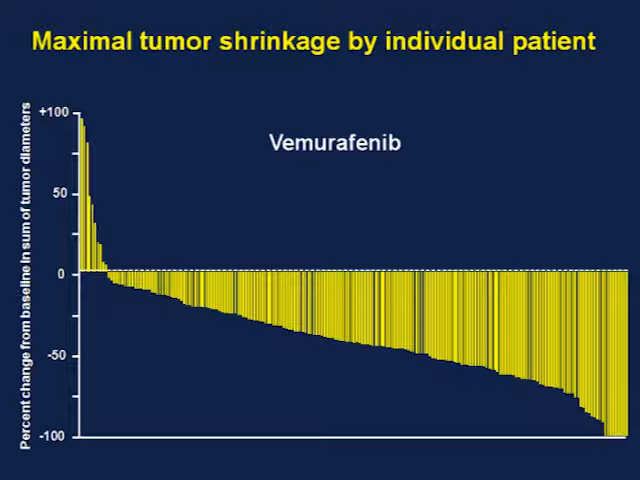 Maximal tumor shrinkage by individual patient
Percent change from baseline in sum of tumor diameters
+100
Vemurafenib
50
0
-50
-100